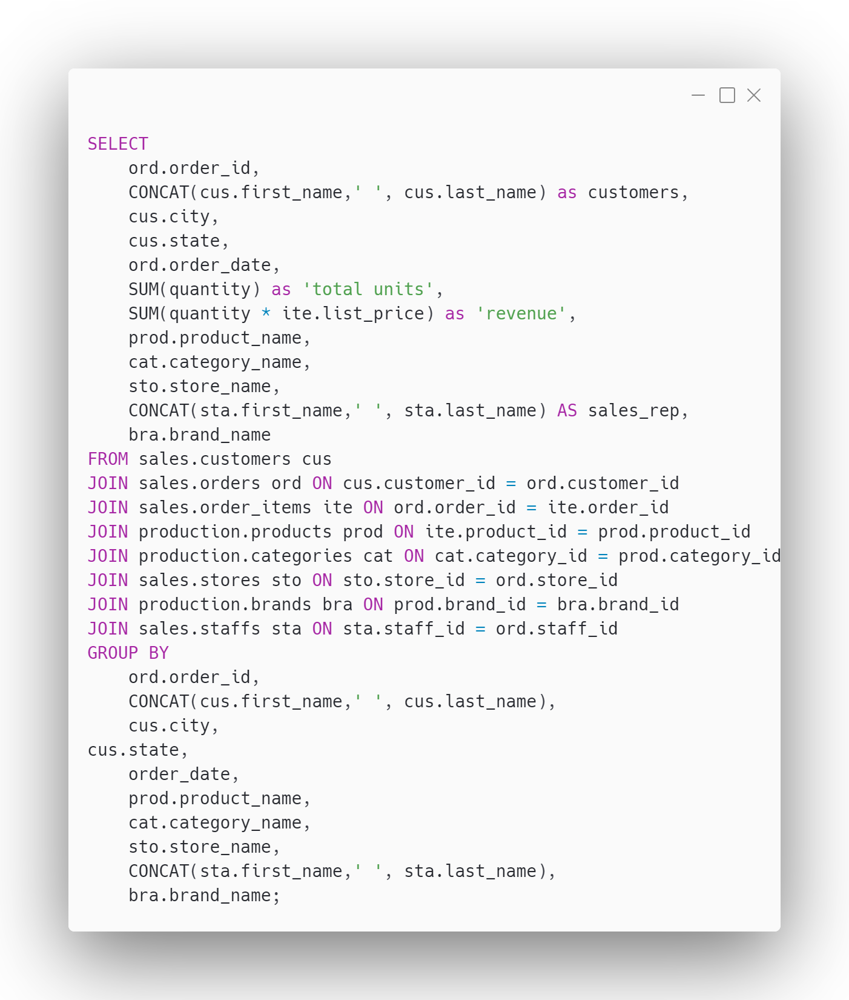 SELECT
    ord.order_id,
    CONCAT(cus.first_name,' ', cus.last_name) as customers,
    cus.city,
    cus.state,
    ord.order_date,
    SUM(quantity) as 'total units',
    SUM(quantity * ite.list_price) as 'revenue',
    prod.product_name,
    cat.category_name,
    sto.store_name,
    CONCAT(sta.first_name,' ', sta.last_name) AS sales_rep,
    bra.brand_name
FROM sales.customers cus
JOIN sales.orders ord ON cus.customer_id = ord.customer_id
JOIN sales.order_items ite ON ord.order_id = ite.order_id
JOIN production.products prod ON ite.product_id = prod.product_id
JOIN production.categories cat ON cat.category_id = prod.category_id
JOIN sales.stores sto ON sto.store_id = ord.store_id
JOIN production.brands bra ON prod.brand_id = bra.brand_id
JOIN sales.staffs sta ON sta.staff_id = ord.staff_id
GROUP BY
    ord.order_id,
    CONCAT(cus.first_name,' ', cus.last_name),
    cus.city,
cus.state,
    order_date,
    prod.product_name,
    cat.category_name,
    sto.store_name,
    CONCAT(sta.first_name,' ', sta.last_name),
    bra.brand_name;